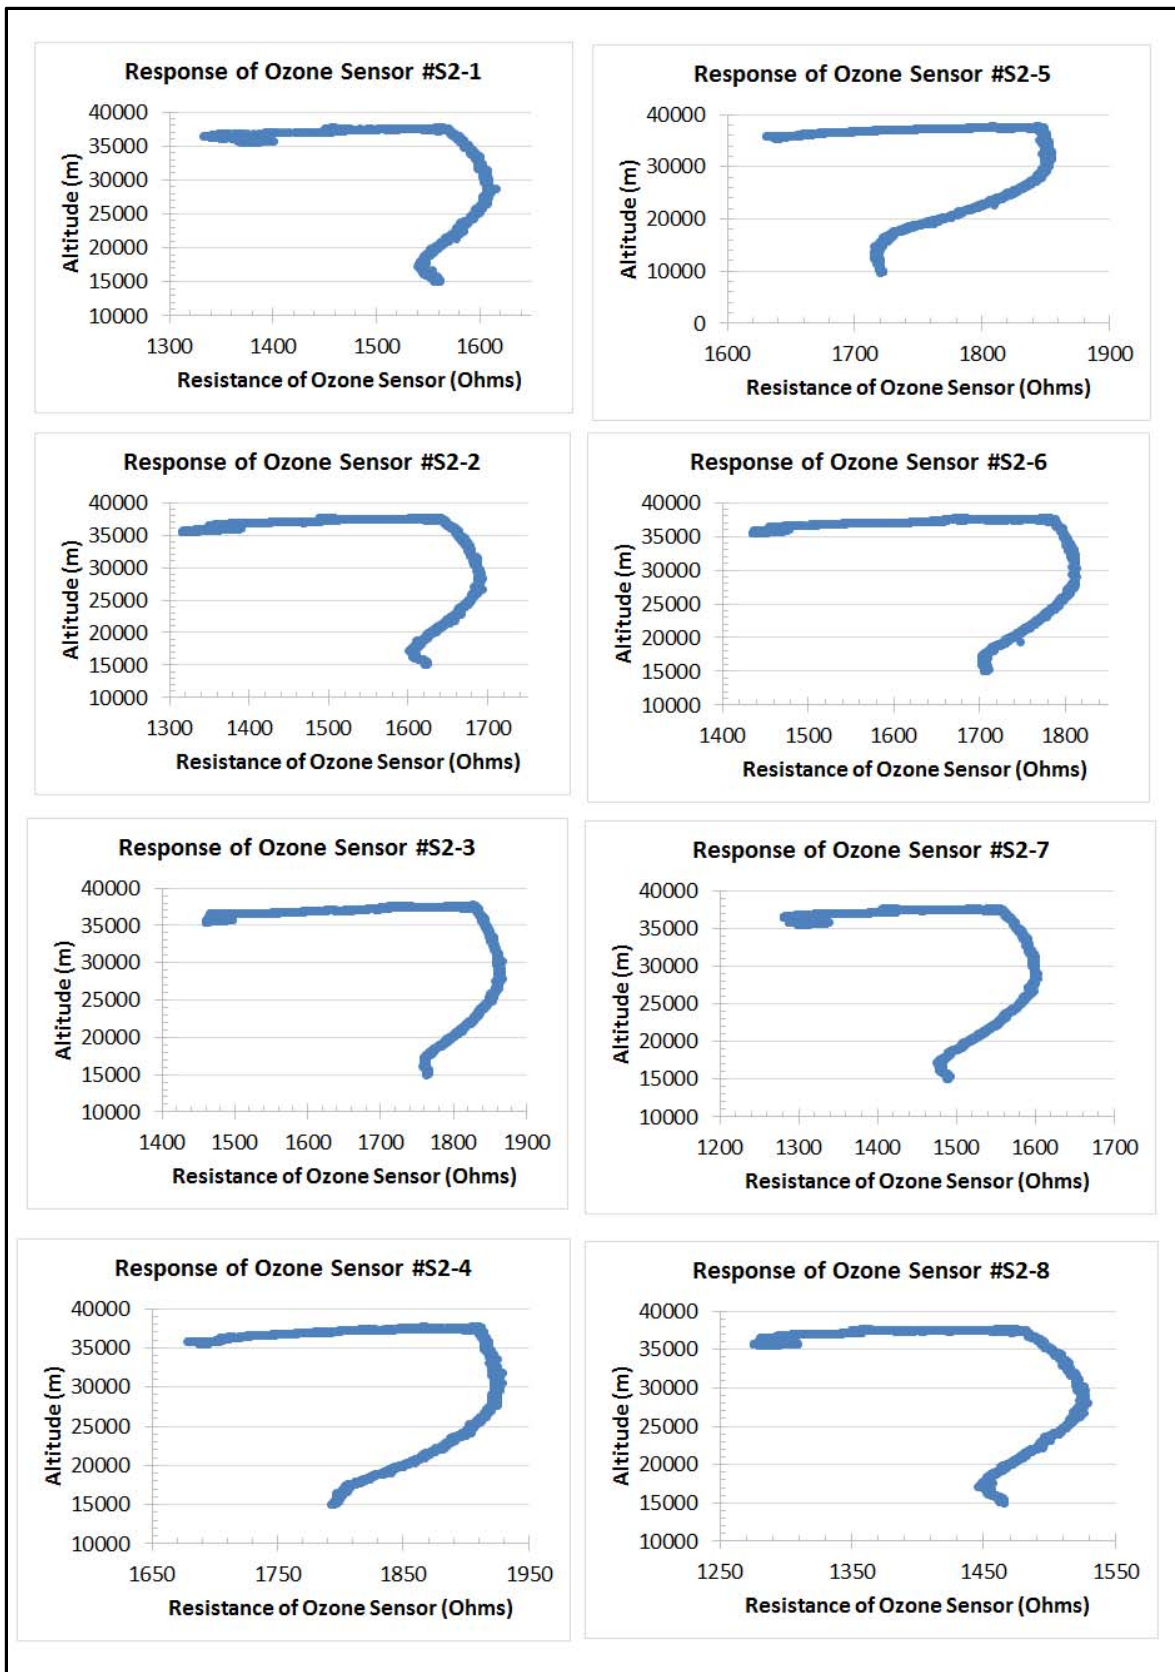 Response of Ozone Sensor #S2-1
Altitude (m)
40000
35000
30000
25000
20000
15000
10000
1300 1400 1500 1600
Resistance of Ozone Sensor (Ohms)
Response of Ozone Sensor #S2-5
Altitude (m)
40000
30000
20000
10000
0
1600 1700 1800 1900
Resistance of Ozone Sensor (Ohms)
Response of Ozone Sensor #S2-2
Altitude (m)
40000
35000
30000
25000
20000
15000
10000
1300 1400 1500 1600 1700
Resistance of Ozone Sensor (Ohms)
Response of Ozone Sensor #S2-6
Altitude (m)
40000
35000
30000
25000
20000
15000
10000
1400 1500 1600 1700 1800
Resistance of Ozone Sensor (Ohms)
Response of Ozone Sensor #S2-3
Altitude (m)
40000
35000
30000
25000
20000
15000
10000
1400 1500 1600 1700 1800 1900
Resistance of Ozone Sensor (Ohms)
Response of Ozone Sensor #S2-7
Altitude (m)
40000
35000
30000
25000
20000
15000
10000
1200 1300 1400 1500 1600 1700
Resistance of Ozone Sensor (Ohms)
Response of Ozone Sensor #S2-4
Altitude (m)
40000
35000
30000
25000
20000
15000
10000
1650 1750 1850 1950
Resistance of Ozone Sensor (Ohms)
Response of Ozone Sensor #S2-8
Altitude (m)
40000
35000
30000
25000
20000
15000
10000
1250 1350 1450 1550
Resistance of Ozone Sensor (Ohms)